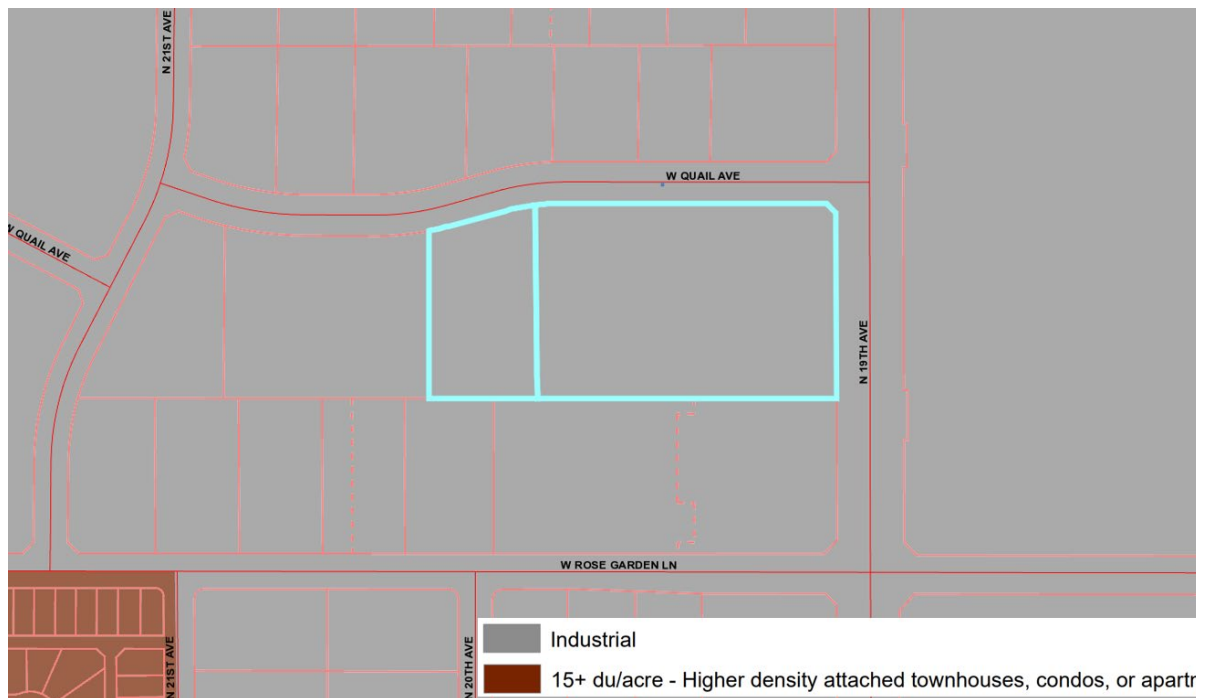 N 21ST AVE
W QUAIL AVE
W QUAIL AVE
N 19TH AVE
W ROSE GARDEN LN
N 21ST AVE
N 20TH AVE
Industrial
15+ du/acre - Higher density attached townhouses, condos, or apartr